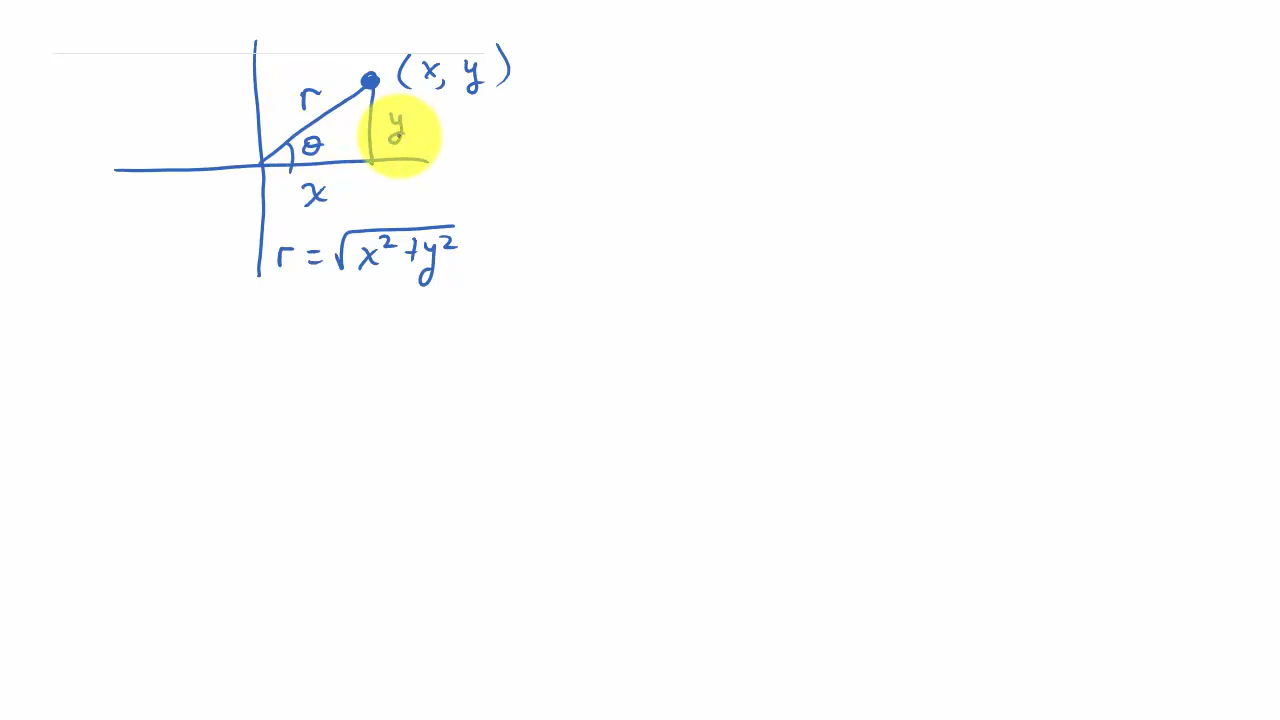 (x, y)
r
y
θ
x
r = √x² + y²